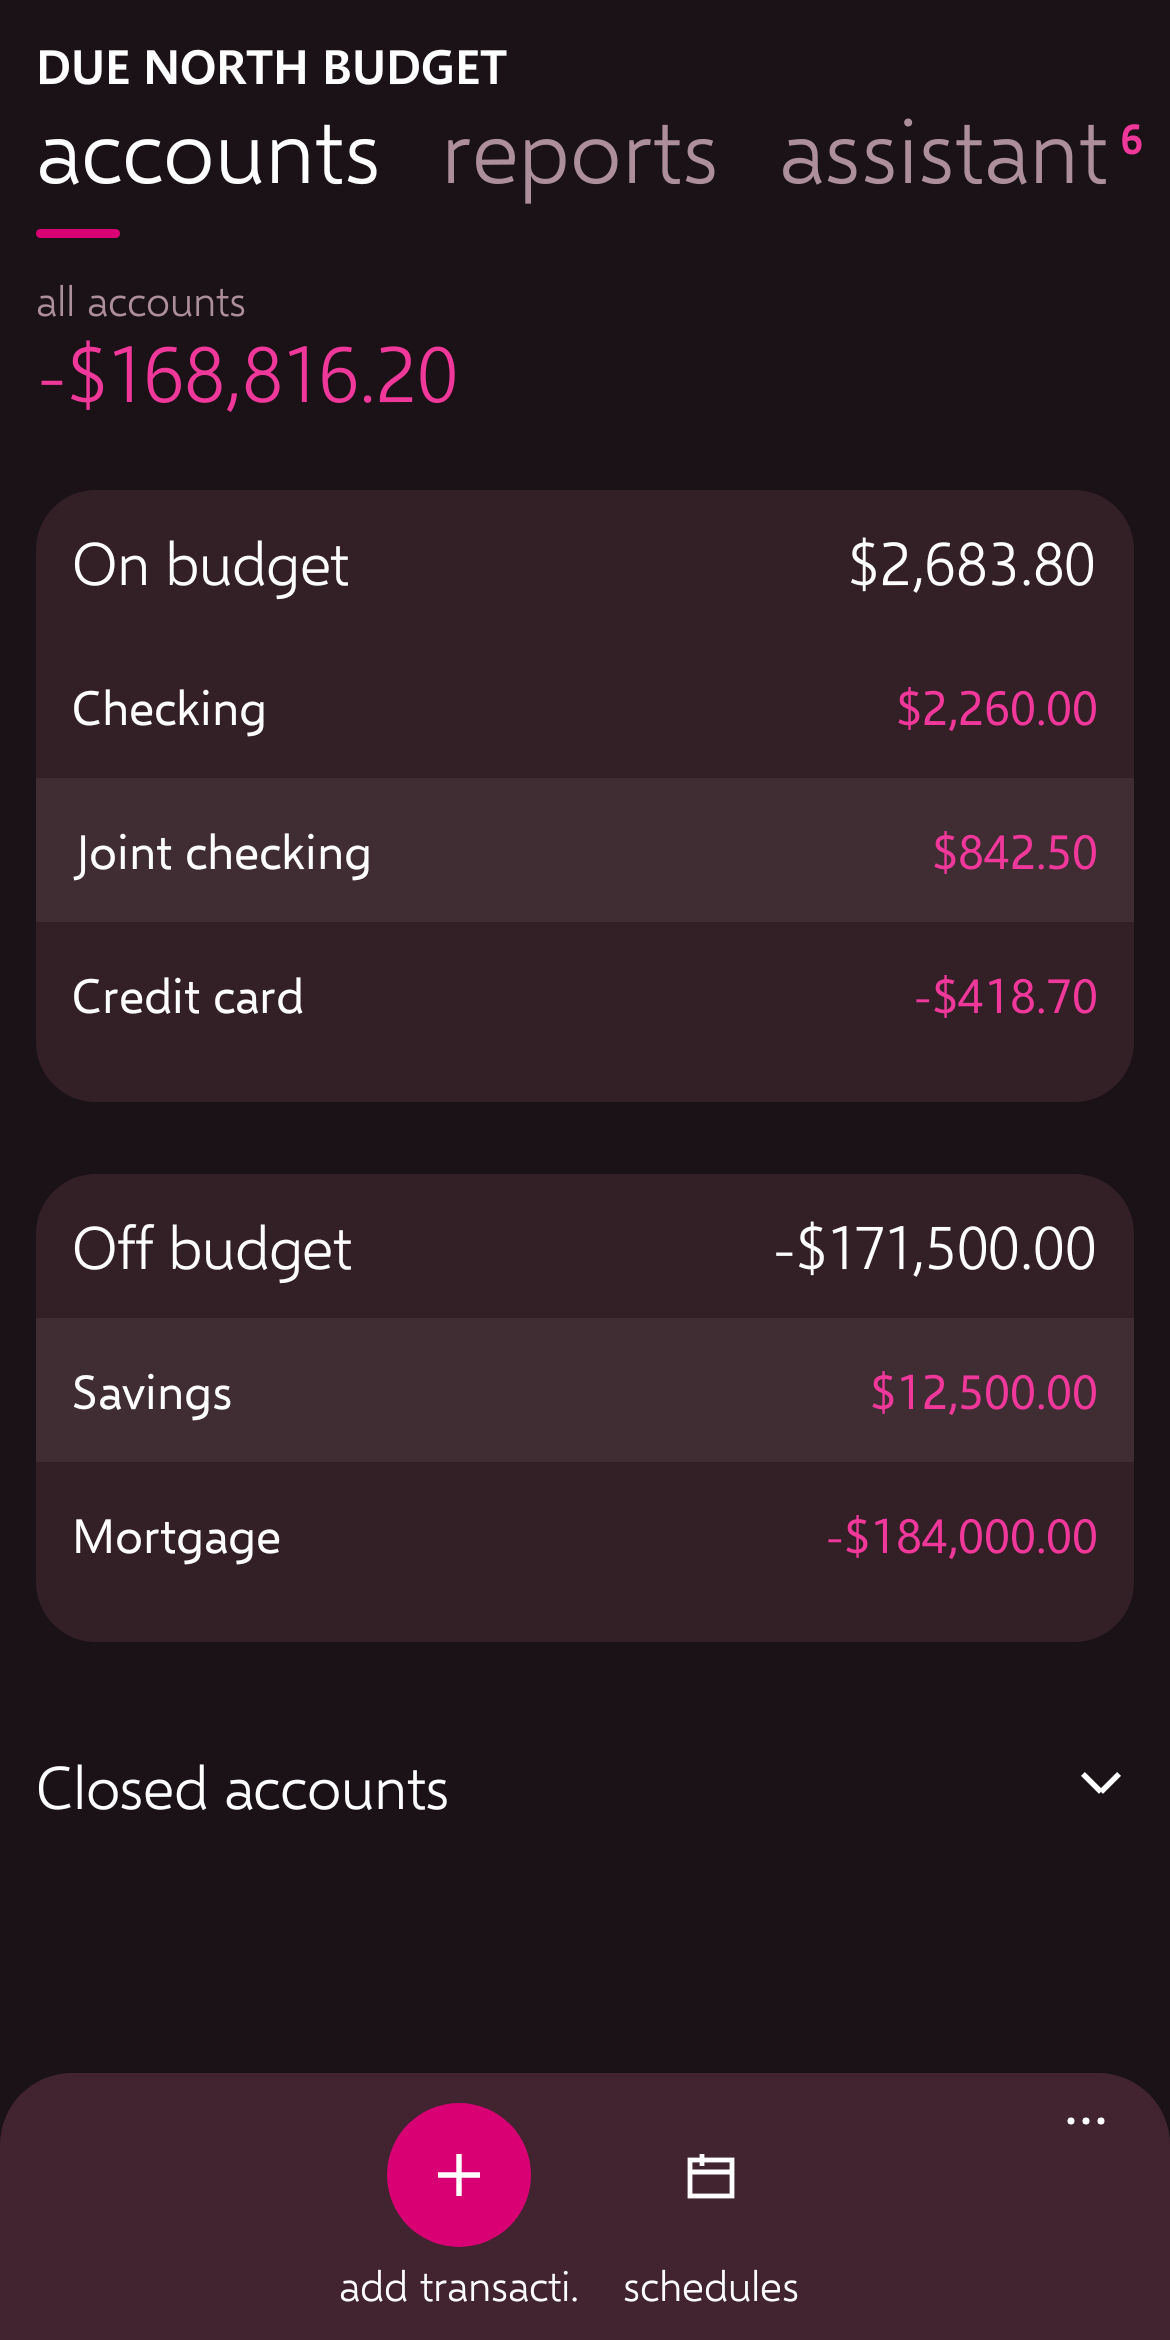 DUE NORTH BUDGET
accounts reports assistant 6
all accounts
-$168,816.20
On budget $2,683.80
Checking $2,260.00
Joint checking $842.50
Credit card -$418.70
Off budget -$171,500.00
Savings $12,500.00
Mortgage -$184,000.00
Closed accounts
add transacti. schedules